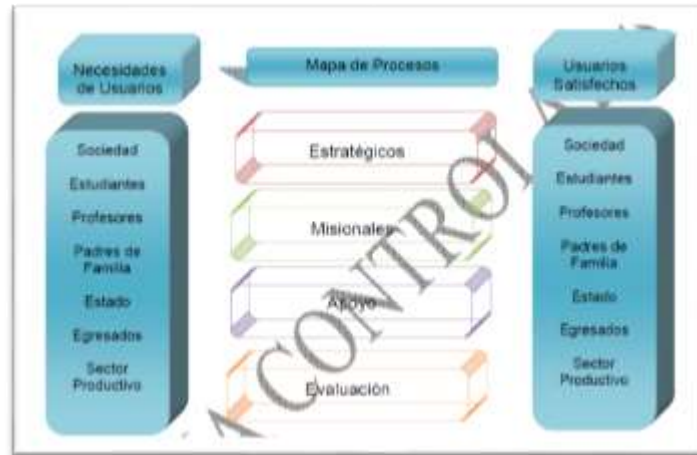 Necesidades
de Usuarios
Sociedad
Estudiantes
Profesores
Padres de
Familia
Estado
Egresados
Sector
Productivo
Mapa de Procesos
Estratégicos
Misionales
Apoyo
Evaluación
Usuarios
Satisfechos
Sociedad
Estudiantes
Profesores
Padres de
Familia
Estado
Egresados
Sector
Productivo